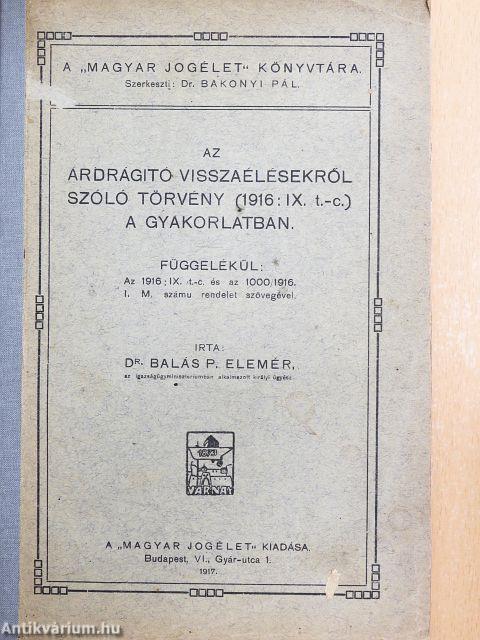 A „MAGYAR JOGÉLET“ KÖNYVTÁRA.
Szerkeszti: Dr. BAKONYI PÁL.
AZ
ÁRDRÁGITÓ VISSZAÉLÉSEKRŐL
SZÓLÓ TÖRVÉNY (1916: IX. t.-c.)
A GYAKORLATBAN.
FÜGGELÉKÜL:
Az 1916: IX. t.-c. és az 1000/1916.
I. M. számu rendelet szövegével.
IRTA:
DR. BALÁS P. ELEMÉR,
az igazságügyminiszteriumban alkalmazott királyi ügyész.
VÁRNAY
A „MAGYAR JOGÉLET“ KIADÁSA.
Budapest, VI., Gyár-utca 1.
1917.
Antikvárium.hu